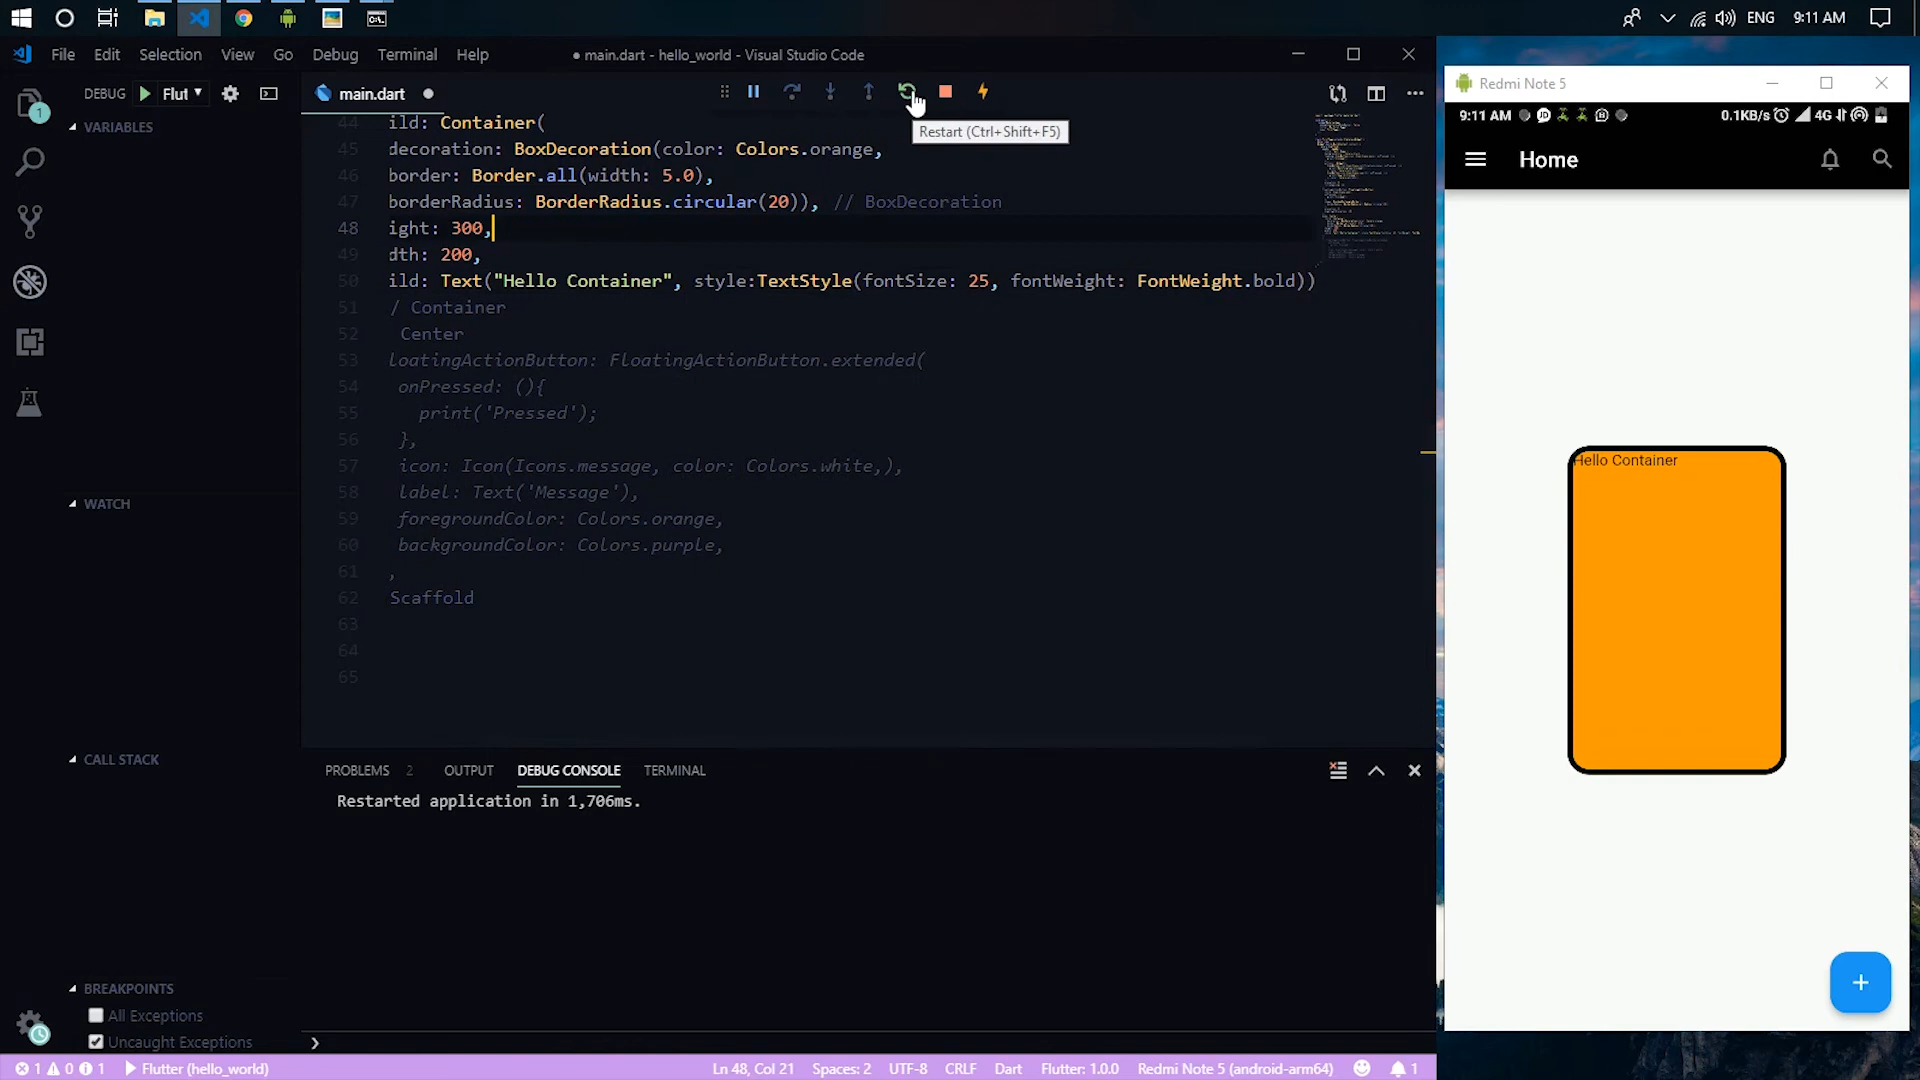 ENG 9:11 AM
File Edit Selection View Go Debug Terminal Help
● main.dart - hello_world - Visual Studio Code
DEBUG Flut
main.dart
Restart (Ctrl+Shift+F5)
VARIABLES
44 ild: Container(
45 decoration: BoxDecoration(color: Colors.orange,
46 border: Border.all(width: 5.0),
47 borderRadius: BorderRadius.circular(20)), // BoxDecoration
48 ight: 300,
49 dth: 200,
50 ild: Text("Hello Container", style:TextStyle(fontSize: 25, fontWeight: FontWeight.bold))
51 / Container
52 Center
53 loatingActionButton: FloatingActionButton.extended(
54 onPressed: (){
55 print('Pressed');
56 },
57 icon: Icon(Icons.message, color: Colors.white,),
58 label: Text('Message'),
59 foregroundColor: Colors.orange,
60 backgroundColor: Colors.purple,
61 ,
62 Scaffold
63
64
65
WATCH
CALL STACK
BREAKPOINTS
All Exceptions
Uncaught Exceptions
PROBLEMS 2 OUTPUT DEBUG CONSOLE TERMINAL
Restarted application in 1,706ms.
1 0 1 Flutter (hello_world) Ln 48, Col 21 Spaces: 2 UTF-8 CRLF Dart Flutter: 1.0.0 Redmi Note 5 (android-arm64) 1
Redmi Note 5
9:11 AM 0.1KB/s 4G
Home
Hello Container
+